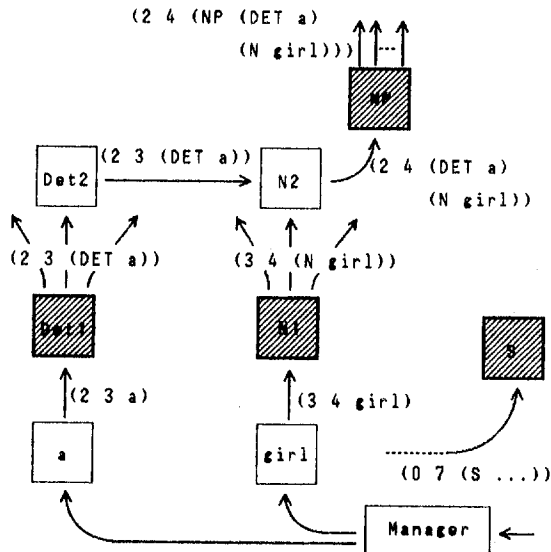 (2 4 (NP (DET a)
(N girl)))
NP
(2 3 (DET a))
Det2
N2
(2 4 (DET a)
(N girl))
(2 3 (DET a))
(3 4 (N girl))
Det1
N1
S
(2 3 a)
(3 4 girl)
a
girl
(0 7 (S ...))
Manager